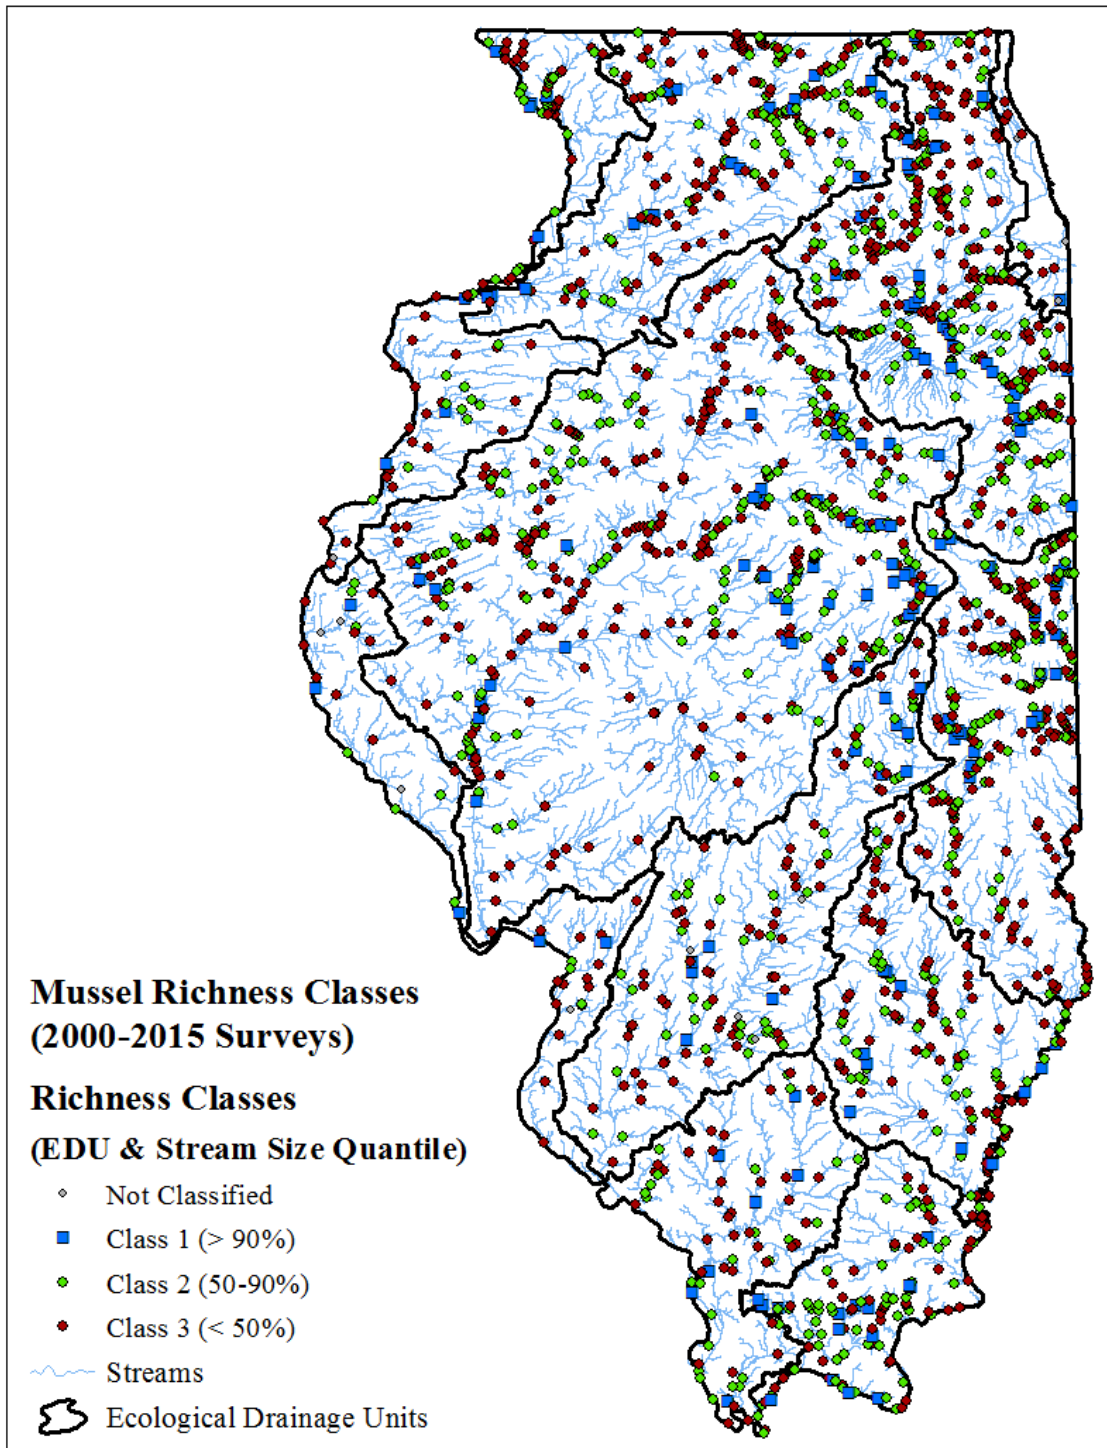 Mussel Richness Classes
(2000-2015 Surveys)
Richness Classes
(EDU & Stream Size Quantile)
Not Classified
Class 1 (> 90%)
Class 2 (50-90%)
Class 3 (< 50%)
Streams
Ecological Drainage Units